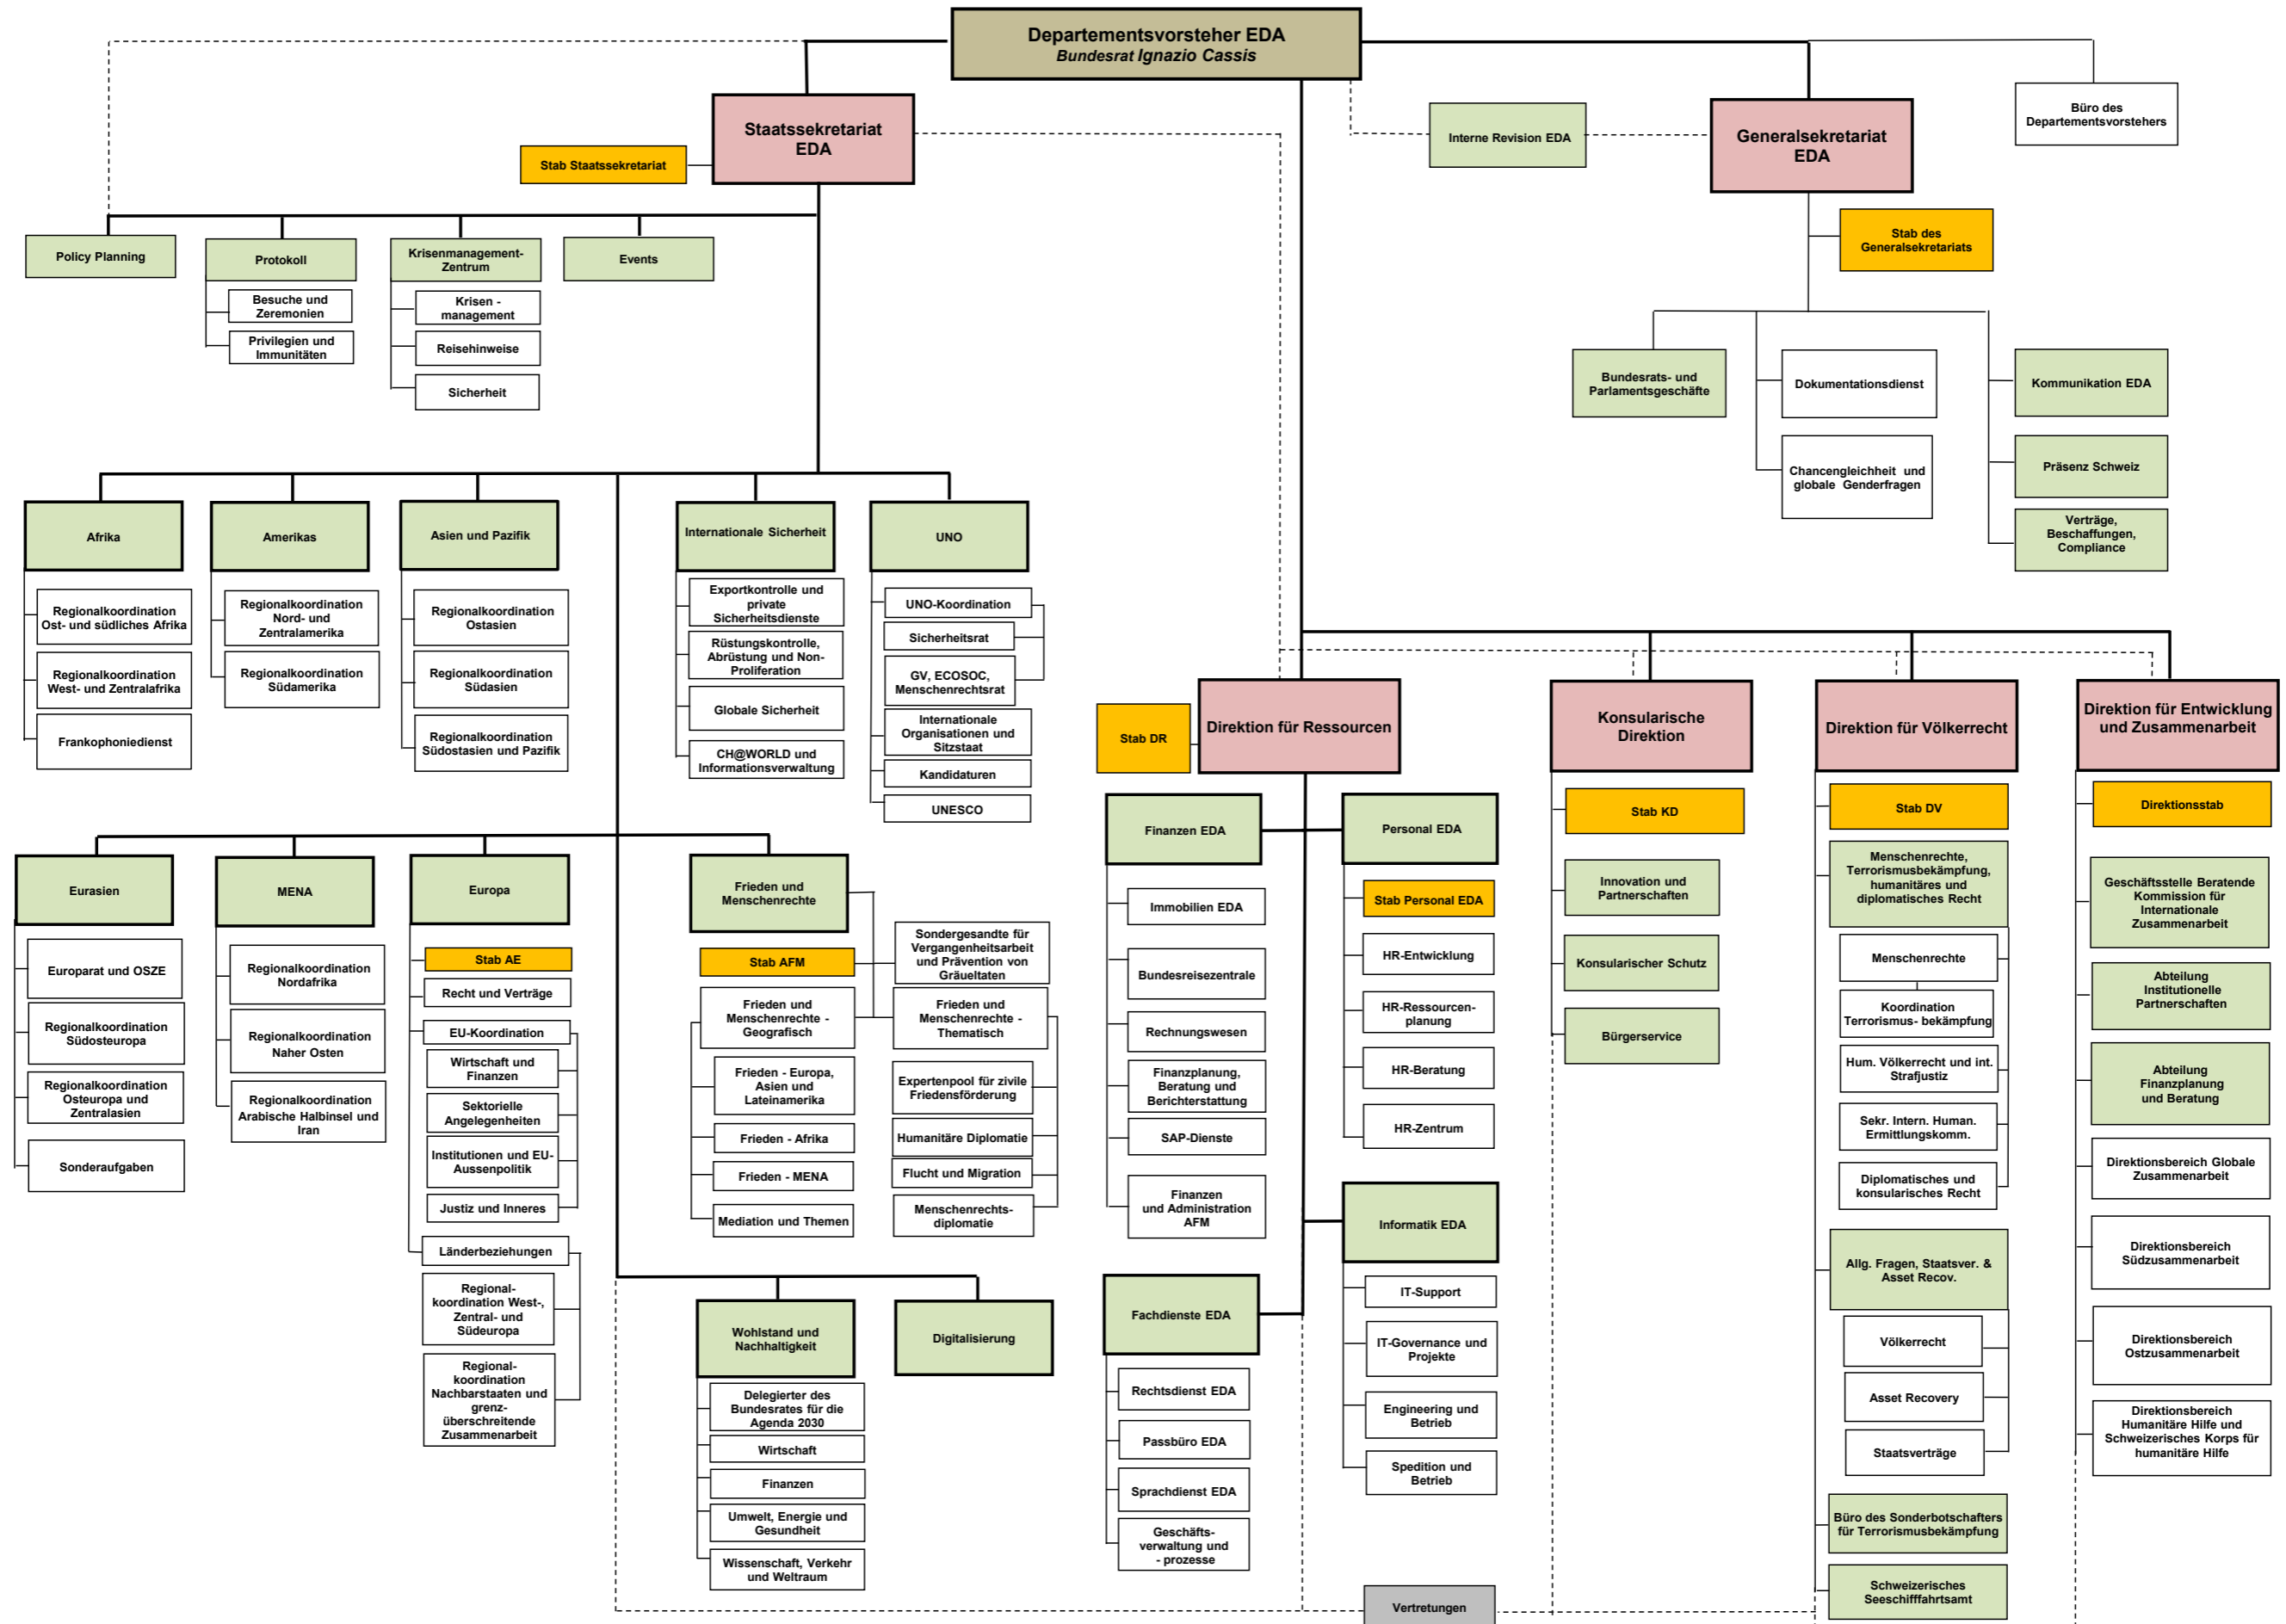 Departementsvorsteher EDA
Bundesrat Ignazio Cassis
Büro des
Departementsvorstehers
Staatssekretariat
EDA
Interne Revision EDA
Generalsekretariat
EDA
Stab Staatssekretariat
Stab des
Generalsekretariats
Policy Planning
Protokoll
Krisenmanagement-
Zentrum
Events
Besuche und
Zeremonien
Privilegien und
Immunitäten
Krisen -
management
Reisehinweise
Sicherheit
Bundesrats- und
Parlamentsgeschäfte
Dokumentationsdienst
Chancengleichheit und
globale Genderfragen
Kommunikation EDA
Präsenz Schweiz
Verträge,
Beschaffungen,
Compliance
Afrika
Amerikas
Asien und Pazifik
Internationale Sicherheit
UNO
Regionalkoordination
Ost- und südliches Afrika
Regionalkoordination
West- und Zentralafrika
Frankophoniedienst
Regionalkoordination
Nord- und
Zentralamerika
Regionalkoordination
Südamerika
Regionalkoordination
Ostasien
Regionalkoordination
Südasien
Regionalkoordination
Südostasien und Pazifik
Exportkontrolle und
private
Sicherheitsdienste
Rüstungskontrolle,
Abrüstung und Non-
Proliferation
Globale Sicherheit
CH@WORLD und
Informationsverwaltung
UNO-Koordination
Sicherheitsrat
GV, ECOSOC,
Menschenrechtsrat
Internationale
Organisationen und
Sitzstaat
Kandidaturen
UNESCO
Stab DR
Direktion für Ressourcen
Konsularische
Direktion
Direktion für Völkerrecht
Direktion für Entwicklung
und Zusammenarbeit
Eurasien
MENA
Europa
Frieden und
Menschenrechte
Europarat und OSZE
Regionalkoordination
Südosteuropa
Regionalkoordination
Osteuropa und
Zentralasien
Sonderaufgaben
Regionalkoordination
Nordafrika
Regionalkoordination
Naher Osten
Regionalkoordination
Arabische Halbinsel und
Iran
Stab AE
Recht und Verträge
EU-Koordination
Wirtschaft und
Finanzen
Sektorielle
Angelegenheiten
Institutionen und EU-
Aussenpolitik
Justiz und Inneres
Länderbeziehungen
Regional-
koordination West-,
Zentral- und
Südeuropa
Regional-
koordination
Nachbarstaaten und
grenz-
überschreitende
Zusammenarbeit
Stab AFM
Sondergesandte für
Vergangenheitsarbeit
und Prävention von
Gräueltaten
Frieden und
Menschenrechte -
Geografisch
Frieden - Europa,
Asien und
Lateinamerika
Frieden - Afrika
Frieden - MENA
Mediation und Themen
Frieden und
Menschenrechte -
Thematisch
Expertenpool für zivile
Friedensförderung
Humanitäre Diplomatie
Flucht und Migration
Menschenrechts-
diplomatie
Wohlstand und
Nachhaltigkeit
Digitalisierung
Delegierter des
Bundesrates für die
Agenda 2030
Wirtschaft
Finanzen
Umwelt, Energie und
Gesundheit
Wissenschaft, Verkehr
und Weltraum
Finanzen EDA
Immobilien EDA
Bundesreisezentrale
Rechnungswesen
Finanzplanung,
Beratung und
Berichterstattung
SAP-Dienste
Finanzen
und Administration
AFM
Personal EDA
Stab Personal EDA
HR-Entwicklung
HR-Ressourcen-
planung
HR-Beratung
HR-Zentrum
Informatik EDA
IT-Support
IT-Governance und
Projekte
Engineering und
Betrieb
Spedition und
Betrieb
Fachdienste EDA
Rechtsdienst EDA
Passbüro EDA
Sprachdienst EDA
Geschäfts-
verwaltung und
- prozesse
Stab KD
Innovation und
Partnerschaften
Konsularischer Schutz
Bürgerservice
Stab DV
Menschenrechte,
Terrorismusbekämpfung,
humanitäres und
diplomatisches Recht
Menschenrechte
Koordination
Terrorismus- bekämpfung
Hum. Völkerrecht und int.
Strafjustiz
Sekr. Intern. Human.
Ermittlungskomm.
Diplomatisches und
konsularisches Recht
Allg. Fragen, Staatsver. &
Asset Recov.
Völkerrecht
Asset Recovery
Staatsverträge
Büro des Sonderbotschafters
für Terrorismusbekämpfung
Schweizerisches
Seeschifffahrtsamt
Direktionsstab
Geschäftsstelle Beratende
Kommission für
Internationale
Zusammenarbeit
Abteilung
Institutionelle
Partnerschaften
Abteilung
Finanzplanung
und Beratung
Direktionsbereich Globale
Zusammenarbeit
Direktionsbereich
Südzusammenarbeit
Direktionsbereich
Ostzusammenarbeit
Direktionsbereich
Humanitäre Hilfe und
Schweizerisches Korps für
humanitäre Hilfe
Vertretungen